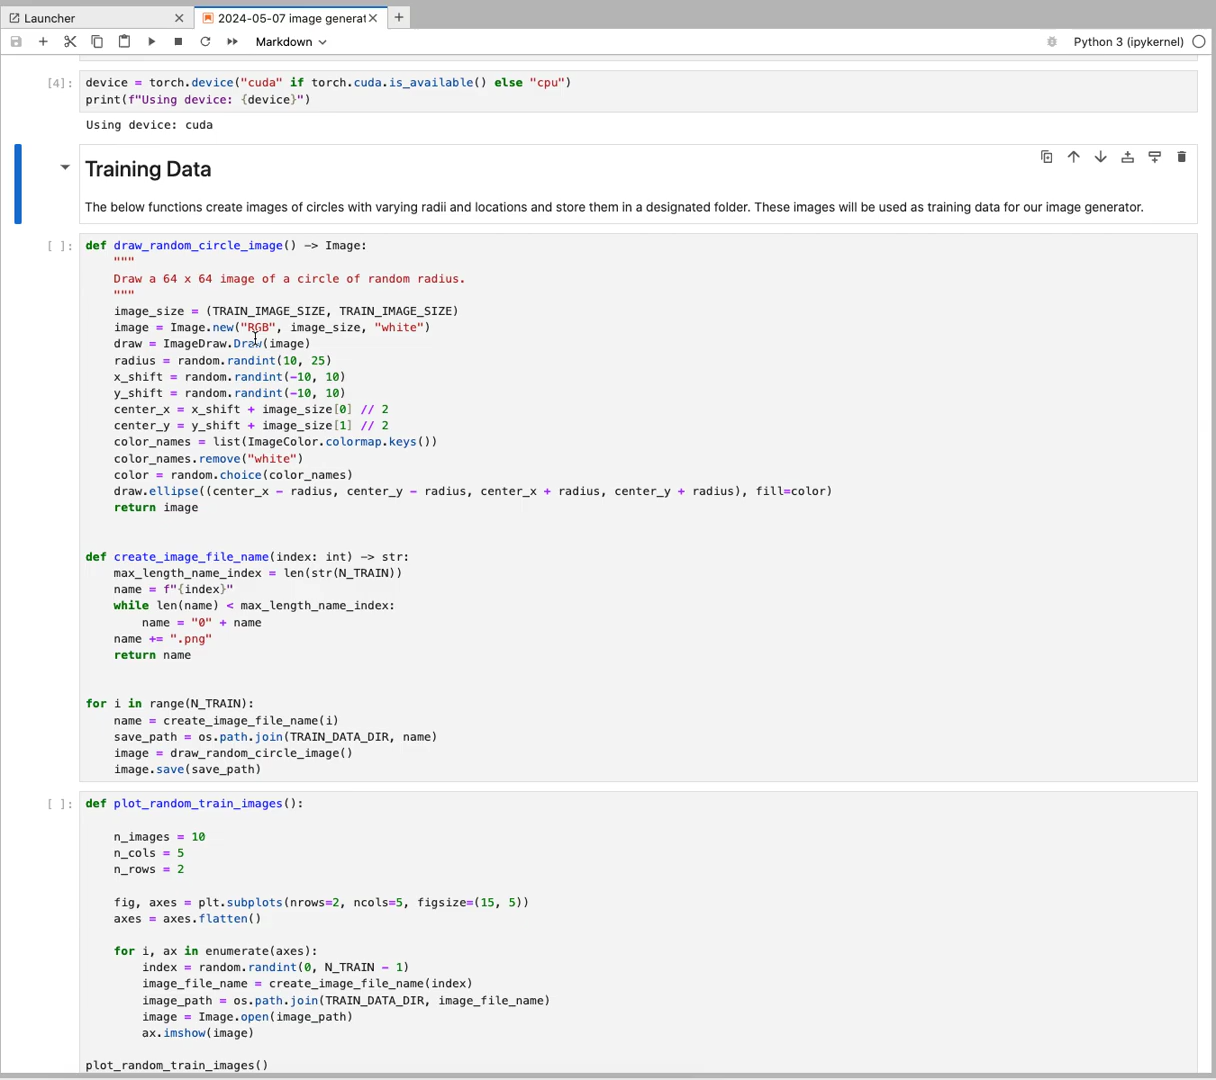 Launcher
2024-05-07 image generat
Markdown
Python 3 (ipykernel)
[4]:
device = torch.device("cuda" if torch.cuda.is_available() else "cpu")
print(f"Using device: {device}")
Using device: cuda
Training Data
The below functions create images of circles with varying radii and locations and store them in a designated folder. These images will be used as training data for our image generator.
[ ]:
def draw_random_circle_image() -> Image:
    """
    Draw a 64 x 64 image of a circle of random radius.
    """
    image_size = (TRAIN_IMAGE_SIZE, TRAIN_IMAGE_SIZE)
    image = Image.new("RGB", image_size, "white")
    draw = ImageDraw.Draw(image)
    radius = random.randint(10, 25)
    x_shift = random.randint(-10, 10)
    y_shift = random.randint(-10, 10)
    center_x = x_shift + image_size[0] // 2
    center_y = y_shift + image_size[1] // 2
    color_names = list(ImageColor.colormap.keys())
    color_names.remove("white")
    color = random.choice(color_names)
    draw.ellipse((center_x - radius, center_y - radius, center_x + radius, center_y + radius), fill=color)
    return image
def create_image_file_name(index: int) -> str:
    max_length_name_index = len(str(N_TRAIN))
    name = f"{index}"
    while len(name) < max_length_name_index:
        name = "0" + name
    name += ".png"
    return name
for i in range(N_TRAIN):
    name = create_image_file_name(i)
    save_path = os.path.join(TRAIN_DATA_DIR, name)
    image = draw_random_circle_image()
    image.save(save_path)
[ ]:
def plot_random_train_images():
    n_images = 10
    n_cols = 5
    n_rows = 2
    fig, axes = plt.subplots(nrows=2, ncols=5, figsize=(15, 5))
    axes = axes.flatten()
    for i, ax in enumerate(axes):
        index = random.randint(0, N_TRAIN - 1)
        image_file_name = create_image_file_name(index)
        image_path = os.path.join(TRAIN_DATA_DIR, image_file_name)
        image = Image.open(image_path)
        ax.imshow(image)
plot_random_train_images()